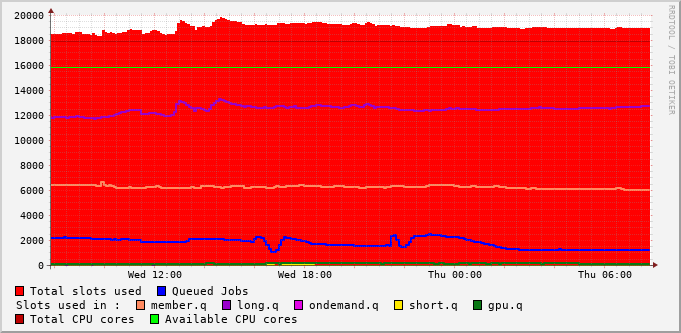 20000
18000
16000
14000
12000
10000
8000
6000
4000
2000
0
Wed 12:00 Wed 18:00 Thu 00:00 Thu 06:00
RRDTOOL / TOBI OETIKER
Total slots used Queued Jobs
Slots used in : member.q long.q ondemand.q short.q gpu.q
Total CPU cores Available CPU cores